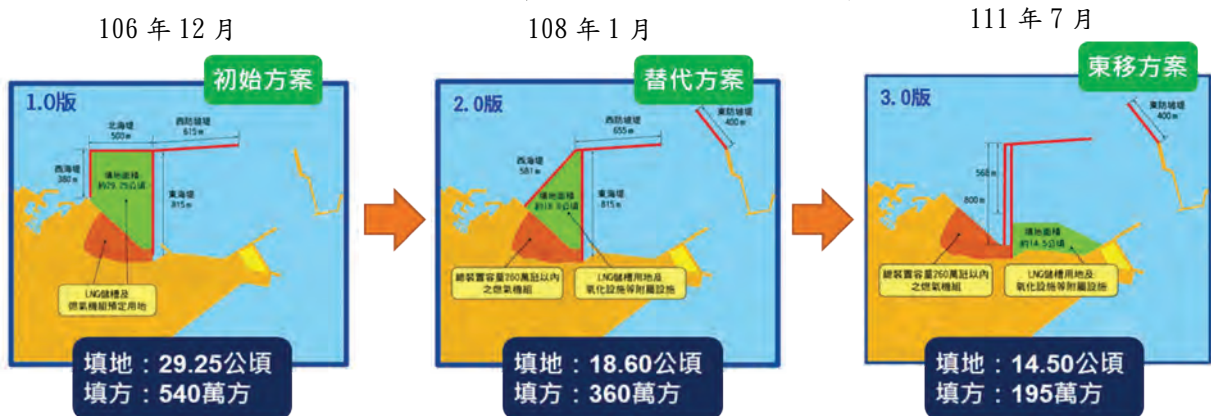 106 年 12 月
108 年 1 月
111 年 7 月
初始方案
1.0版
北海堤
500m
西防波堤
615m
西海堤
380m
填地面積
約29.25公頃
東海堤
815m
LNG儲槽及
燃氣機組預定用地
填地：29.25公頃
填方：540萬方
替代方案
2.0版
西防波堤
655m
東防波堤
400m
西海堤
581m
填地面積
約18.6公頃
東海堤
815m
總裝置容量260萬瓩以內
之燃氣機組
LNG儲槽用地及
氣化設施等附屬設施
填地：18.60公頃
填方：360萬方
東移方案
3.0版
東防波堤
400m
568m
800m
填地面積
約14.5公頃
總裝置容量260萬瓩以內
之燃氣機組
LNG儲槽用地及
氣化設施等附屬設施
填地：14.50公頃
填方：195萬方